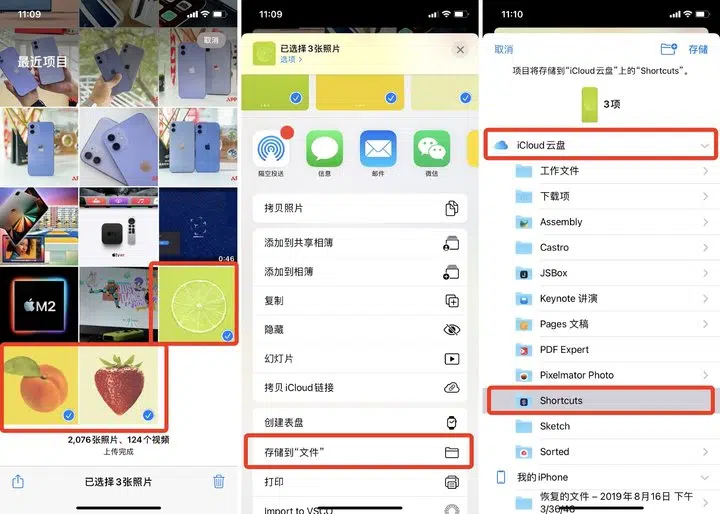 11:09
最近项目
取消
M2
0:46
2,076张照片、124个视频
上传完成
已选择3张照片
11:09
已选择3张照片
选项 >
隔空投送
信息
邮件
微信
拷贝照片
添加到共享相簿
添加到相簿
复制
隐藏
幻灯片
拷贝 iCloud 链接
创建表盘
存储到“文件”
打印
Import to VSCO
11:10
取消
存储
项目将存储到“iCloud云盘”上的“Shortcuts”。
3项
iCloud 云盘
工作文件
下载项
Assembly
Castro
JSBox
Keynote 讲演
Pages 文稿
PDF Expert
Pixelmator Photo
Shortcuts
Sketch
Sorted
我的iPhone
恢复的文件 – 2019年8月16日 下午
3/30/46